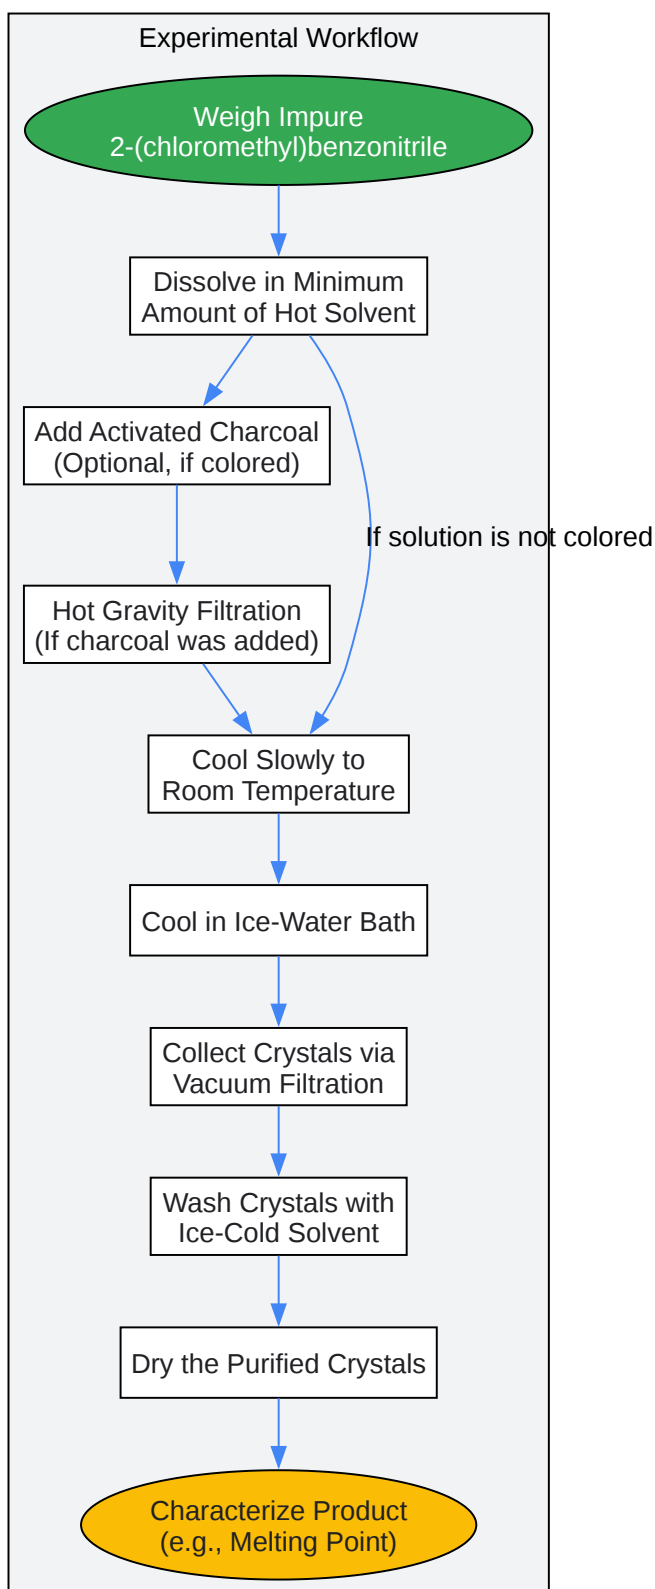 Experimental Workflow
Weigh Impure
2-(chloromethyl)benzonitrile
Dissolve in Minimum
Amount of Hot Solvent
Add Activated Charcoal
(Optional, if colored)
If solution is not colored
Hot Gravity Filtration
(If charcoal was added)
Cool Slowly to
Room Temperature
Cool in Ice-Water Bath
Collect Crystals via
Vacuum Filtration
Wash Crystals with
Ice-Cold Solvent
Dry the Purified Crystals
Characterize Product
(e.g., Melting Point)